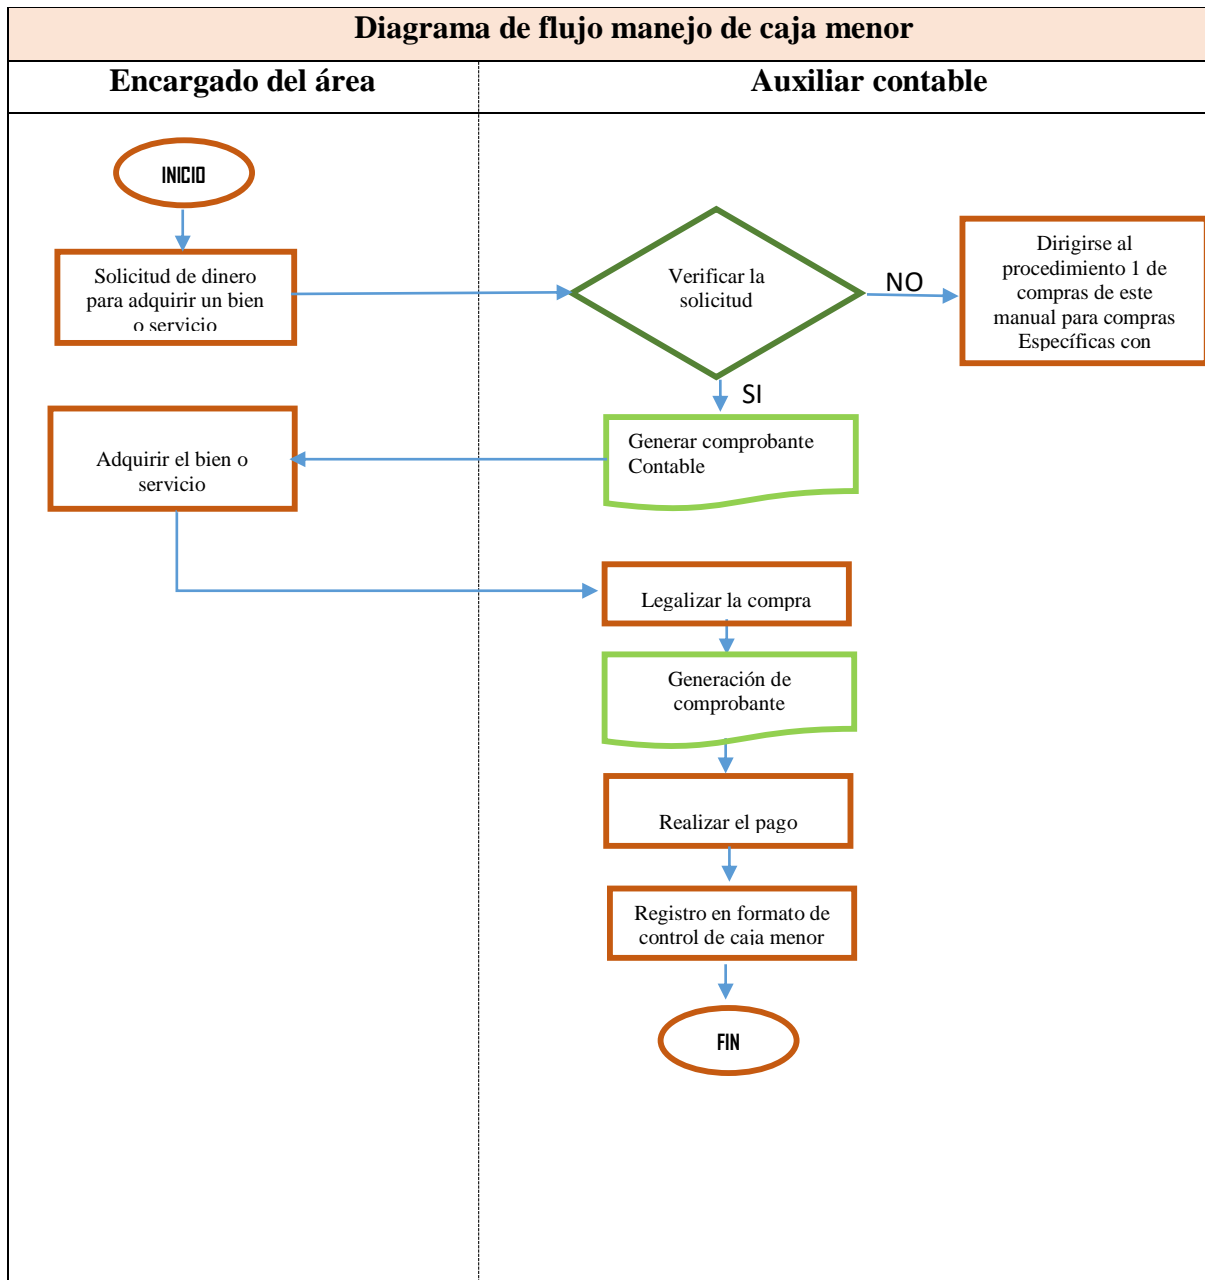 Diagrama de flujo manejo de caja menor
Encargado del área
Auxiliar contable
INICIO
Solicitud de dinero
para adquirir un bien
o servicio
Verificar la
solicitud
NO
Dirigirse al
procedimiento 1 de
compras de este
manual para compras
Específicas con
SI
Generar comprobante
Contable
Adquirir el bien o
servicio
Legalizar la compra
Generación de
comprobante
Realizar el pago
Registro en formato de
control de caja menor
FIN